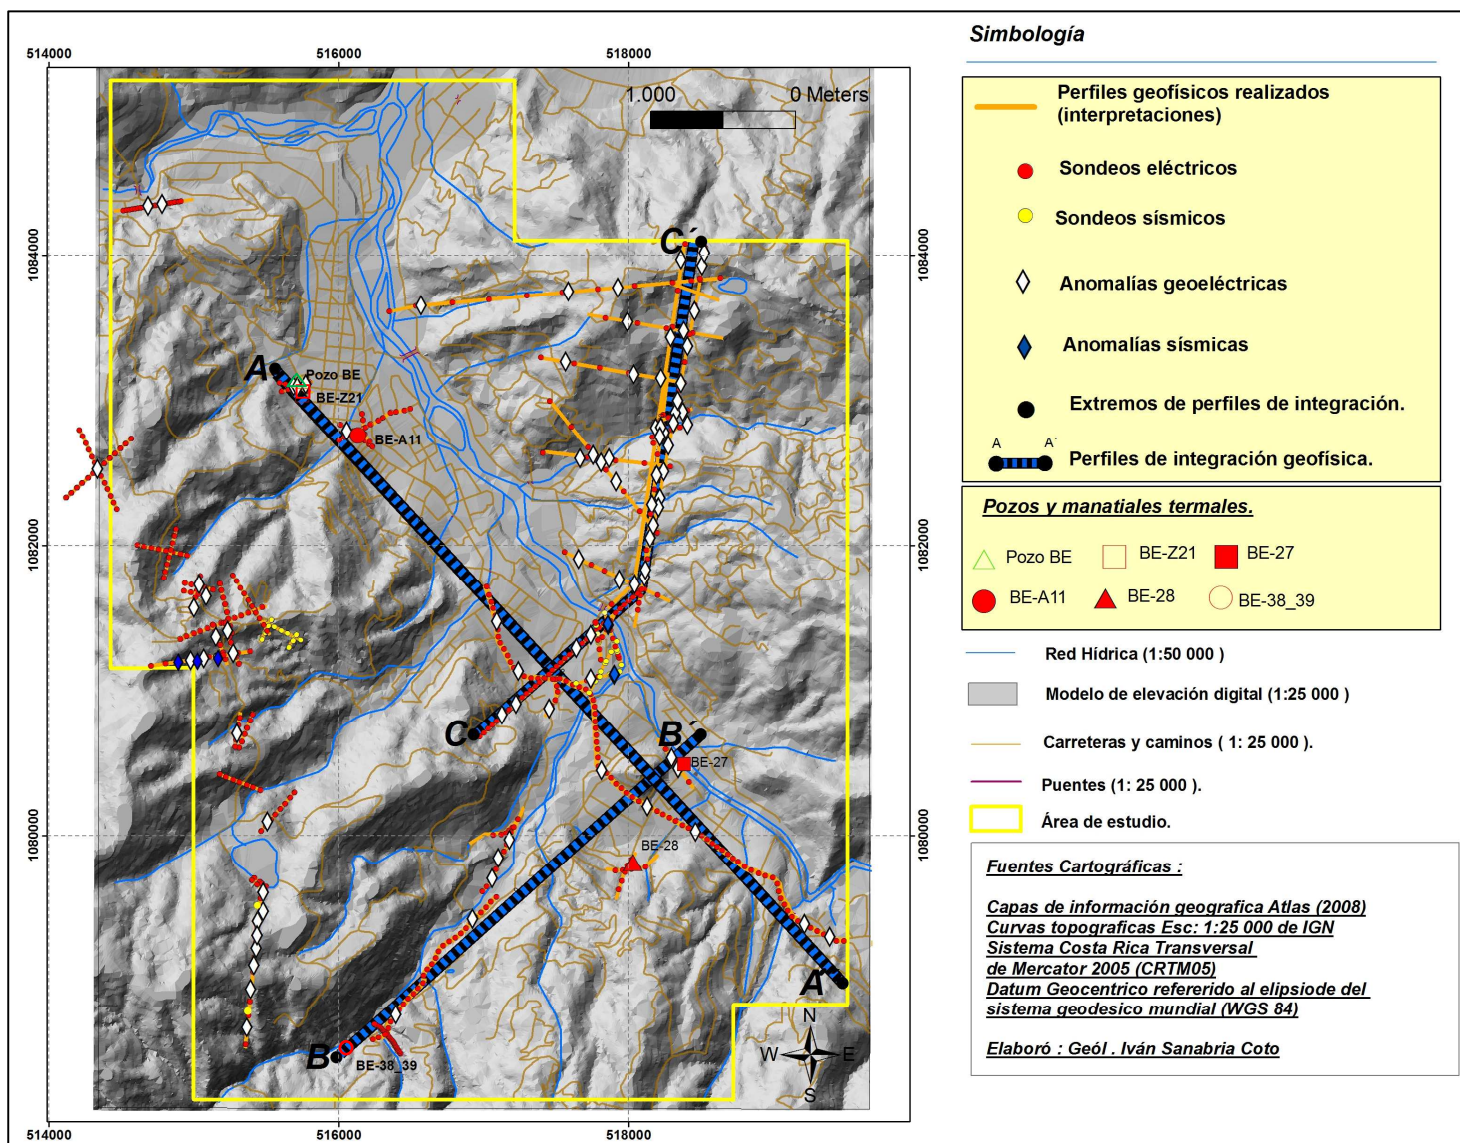 514000
516000
518000
1.000
0 Meters
1084000
1084000
1082000
1082000
1080000
1080000
C
C´
A
A´
B
B´
Pozo BE
BE-Z21
BE-A11
BE-27
BE-28
BE-38_39
N
W
E
S
514000
516000
518000
Simbología
Perfiles geofísicos realizados
(interpretaciones)
Sondeos eléctricos
Sondeos sísmicos
Anomalías geoeléctricas
Anomalías sísmicas
Extremos de perfiles de integración.
A
A´
Perfiles de integración geofísica.
Pozos y manatiales termales.
Pozo BE
BE-Z21
BE-27
BE-A11
BE-28
BE-38_39
Red Hídrica (1:50 000 )
Modelo de elevación digital (1:25 000 )
Carreteras y caminos ( 1: 25 000 ).
Puentes (1: 25 000 ).
Área de estudio.
Fuentes Cartográficas :
Capas de información geografica Atlas (2008)
Curvas topograficas Esc: 1:25 000 de IGN
Sistema Costa Rica Transversal
de Mercator 2005 (CRTM05)
Datum Geocentrico refererido al elipsiode del
sistema geodesico mundial (WGS 84)
Elaboró : Geól . Iván Sanabria Coto